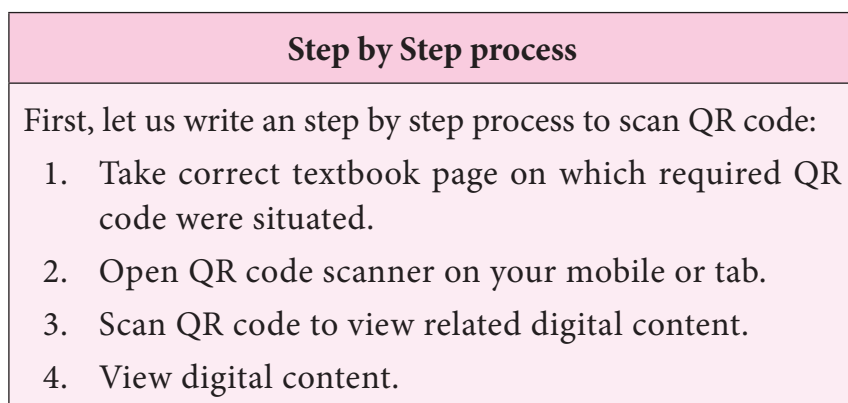 Step by Step process
First, let us write an step by step process to scan QR code:
1. Take correct textbook page on which required QR
code were situated.
2. Open QR code scanner on your mobile or tab.
3. Scan QR code to view related digital content.
4. View digital content.